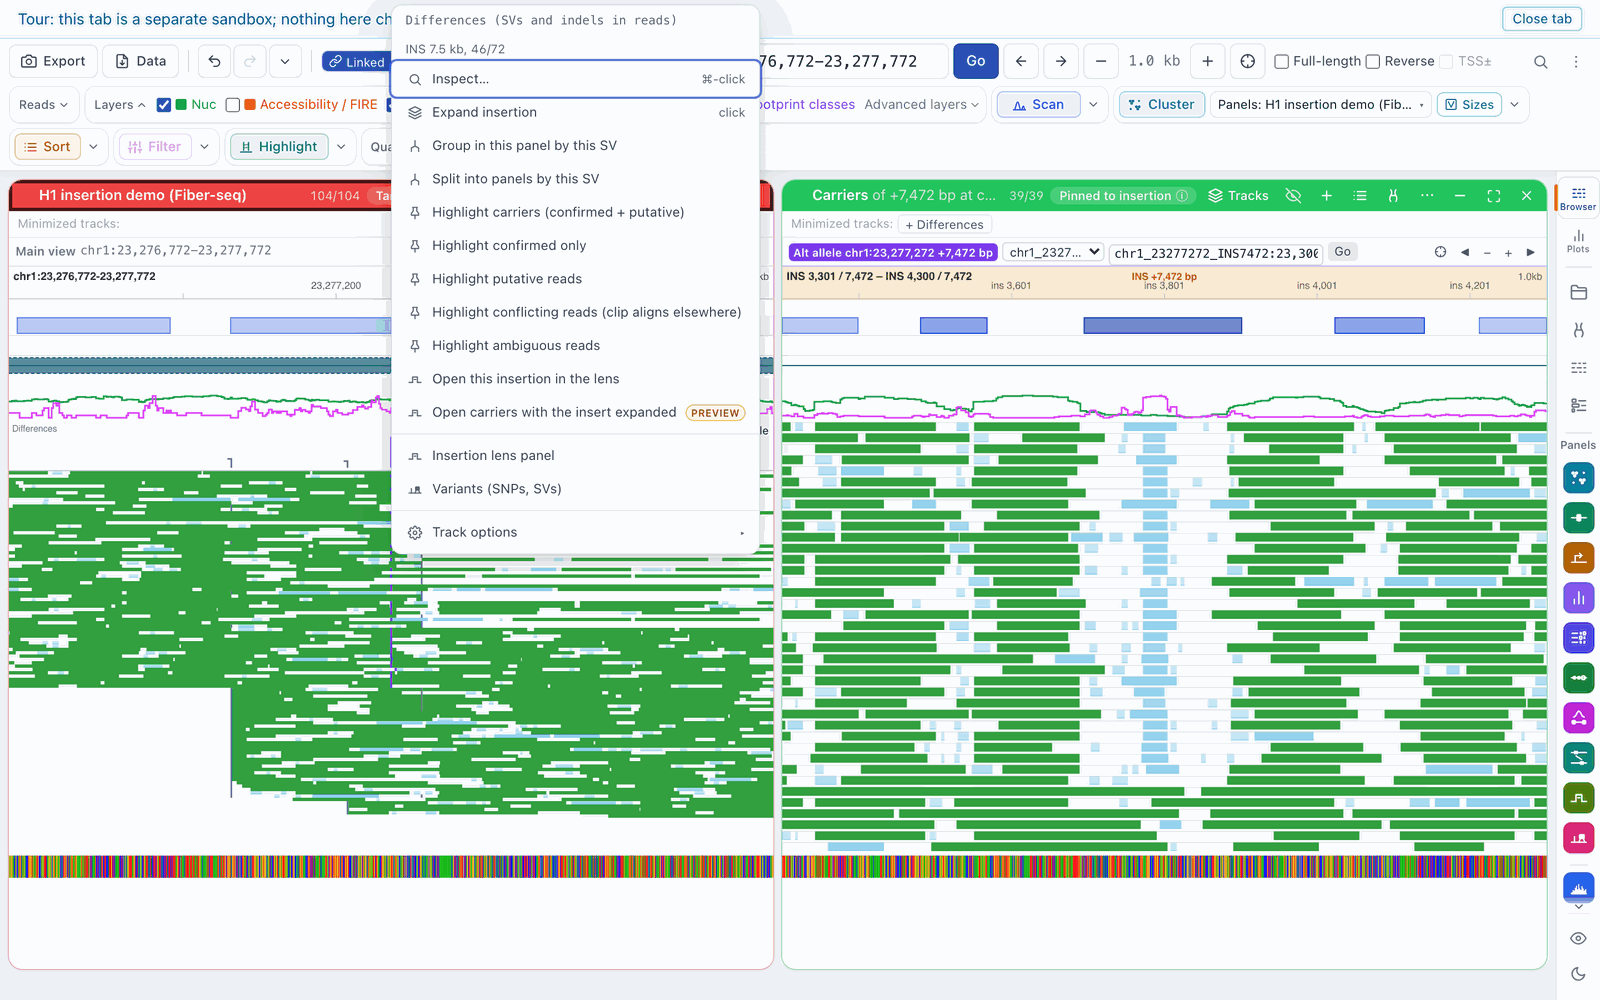 Tour: this tab is a separate sandbox; nothing here ch
Close tab
Export
Data
Linked
76,772–23,277,772
Go
1.0 kb
Full-length
Reverse
TSS±
Reads
Layers
Nuc
Accessibility / FIRE
ootprint classes
Advanced layers
Scan
Cluster
Panels: H1 insertion demo (Fib...
Sizes
Sort
Filter
Highlight
Qua
Differences (SVs and indels in reads)
INS 7.5 kb, 46/72
Inspect... ⌘-click
Expand insertion click
Group in this panel by this SV
Split into panels by this SV
Highlight carriers (confirmed + putative)
Highlight confirmed only
Highlight putative reads
Highlight conflicting reads (clip aligns elsewhere)
Highlight ambiguous reads
Open this insertion in the lens
Open carriers with the insert expanded PREVIEW
Insertion lens panel
Variants (SNPs, SVs)
Track options
H1 insertion demo (Fiber-seq) 104/104 Ta
Minimized tracks:
Main view chr1:23,276,772–23,277,772
chr1:23,276,772-23,277,772
kb
23,277,200
Differences
le
Carriers of +7,472 bp at c... 39/39 Pinned to insertion Tracks
Minimized tracks: + Differences
Alt allele chr1:23,277,272 +7,472 bp chr1_2327... chr1_23277272_INS7472:23,300 Go
INS 3,301 / 7,472 – INS 4,300 / 7,472 INS +7,472 bp 1.0kb
ins 3,601 ins 3,801 ins 4,001 ins 4,201
Browser
Plots
Panels